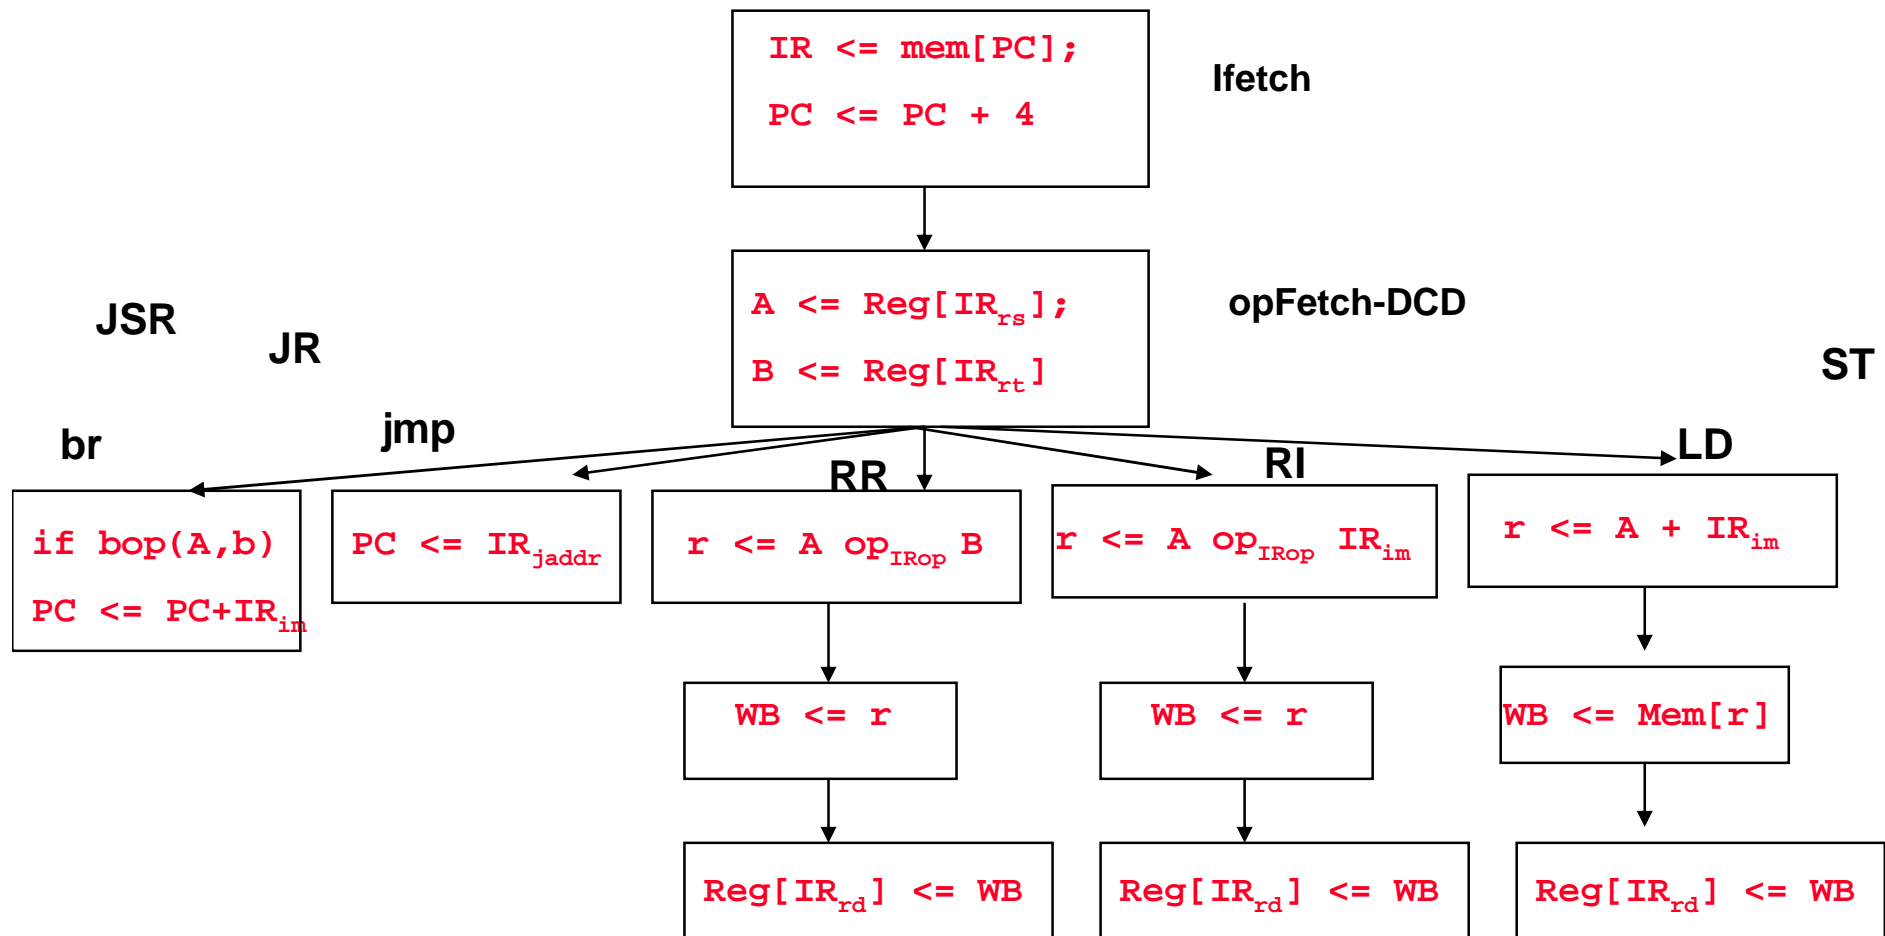 IR <= mem[PC];
PC <= PC + 4
Ifetch
A <= Reg[IRrs];
B <= Reg[IRrt]
opFetch-DCD
JSR
JR
ST
br
jmp
RR
RI
LD
if bop(A,b)
PC <= PC+IRim
PC <= IRjaddr
r <= A opIRop B
r <= A opIRop IRim
r <= A + IRim
WB <= r
WB <= r
WB <= Mem[r]
Reg[IRrd] <= WB
Reg[IRrd] <= WB
Reg[IRrd] <= WB